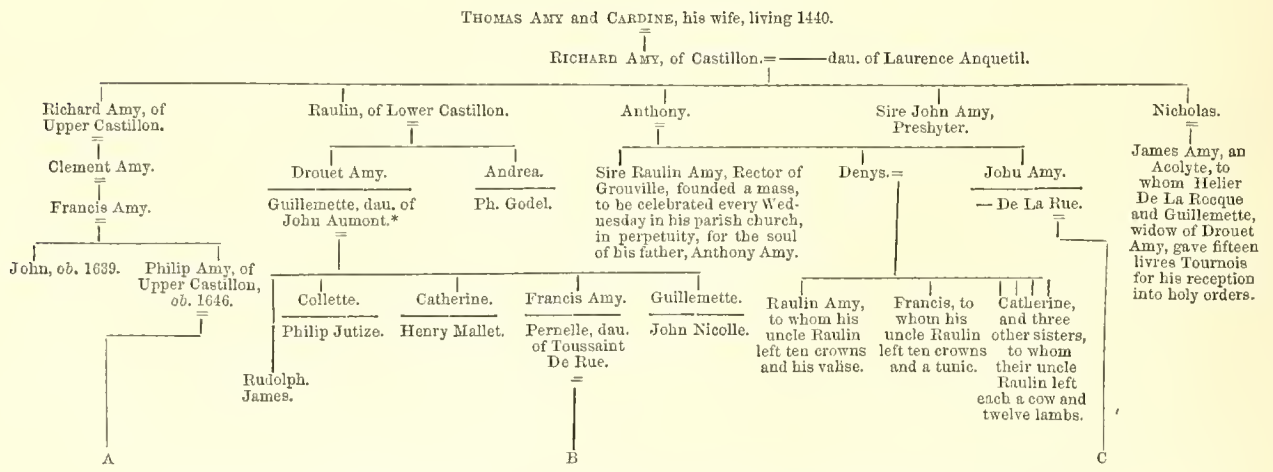 THOMAS AMY and CARDINE, his wife, living 1440.
RICHARD AMY, of Castillon.=——dau. of Laurence Anquetil.
Richard Amy, of
Upper Castillon.
Raulin, of Lower Castillon.
Anthony.
Sire John Amy,
Presbyter.
Nicholas.
Clement Amy.
Francis Amy.
John, ob. 1639.
Philip Amy, of
Upper Castillon,
ob. 1646.
Drouet Amy.
Guillemette, dau. of
John Aumont.*
Andrea.
Ph. Godel.
Sire Raulin Amy, Rector of
Grouville, founded a mass,
to be celebrated every Wed-
nesday in his parish church,
in perpetuity, for the soul
of his father, Anthony Amy.
Denys.=
John Amy.
— De La Rue.
James Amy, an
Acolyte, to
whom Helier
De La Rocque
and Guillemette,
widow of Drouet
Amy, gave fifteen
livres Tournois
for his reception
into holy orders.
Rudolph.
James.
Collette.
Philip Jutize.
Catherine.
Henry Mallet.
Francis Amy.
Pernelle, dau.
of Toussaint
De Rue.
Guillemette.
John Nicolle.
Raulin Amy,
to whom his
uncle Raulin
left ten crowns
and his valise.
Francis, to
whom his
uncle Raulin
left ten crowns
and a tunic.
Catherine,
and three
other sisters,
to whom
their uncle
Raulin left
each a cow and
twelve lambs.
A
B
C